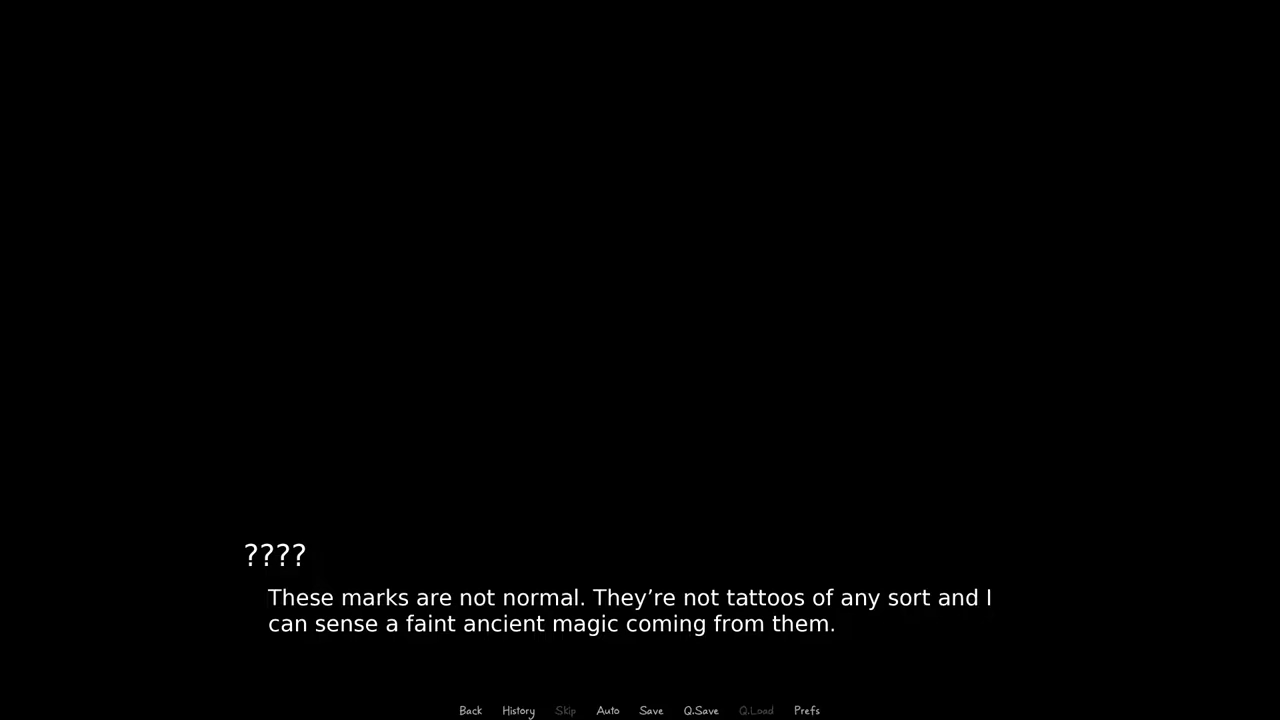 ????
These marks are not normal. They’re not tattoos of any sort and I
can sense a faint ancient magic coming from them.
Back History Skip Auto Save Q.Save Q.Load Prefs